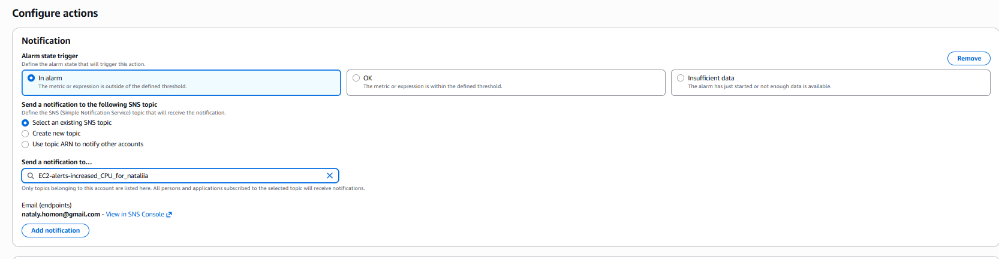 Configure actions
Notification
Alarm state trigger
Define the alarm state that will trigger this action.
Remove
In alarm
The metric or expression is outside of the defined threshold.
OK
The metric or expression is within the defined threshold.
Insufficient data
The alarm has just started or not enough data is available.
Send a notification to the following SNS topic
Define the SNS (Simple Notification Service) topic that will receive the notification.
Select an existing SNS topic
Create new topic
Use topic ARN to notify other accounts
Send a notification to...
EC2-alerts-increased_CPU_for_nataliia
Only topics belonging to this account are listed here. All persons and applications subscribed to the selected topic will receive notifications.
Email (endpoints)
nataly.homon@gmail.com - View in SNS Console
Add notification